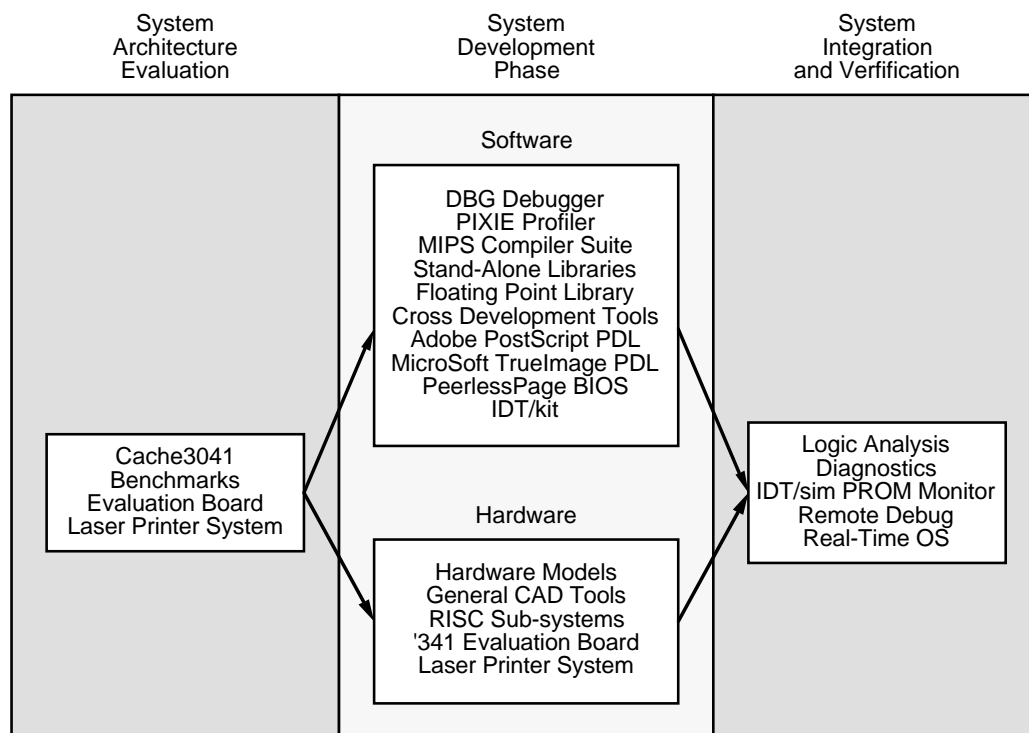 System
Architecture
Evaluation
System
Development
Phase
System
Integration
and Verfification
Software
DBG Debugger
PIXIE Profiler
MIPS Compiler Suite
Stand-Alone Libraries
Floating Point Library
Cross Development Tools
Adobe PostScript PDL
MicroSoft TrueImage PDL
PeerlessPage BIOS
IDT/kit
Cache3041
Benchmarks
Evaluation Board
Laser Printer System
Hardware
Hardware Models
General CAD Tools
RISC Sub-systems
'341 Evaluation Board
Laser Printer System
Logic Analysis
Diagnostics
IDT/sim PROM Monitor
Remote Debug
Real-Time OS